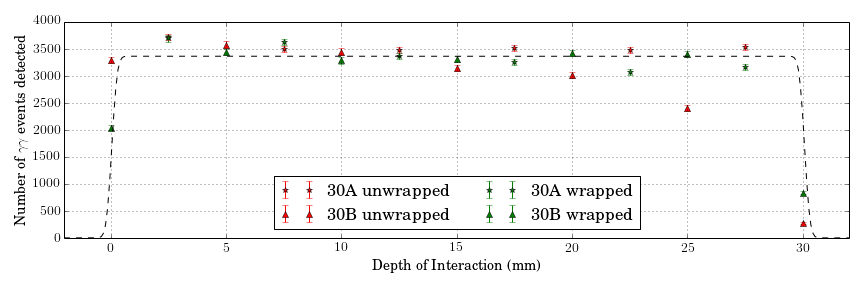 4000
3500
3000
2500
2000
1500
1000
500
0
Number of γγ events detected
30A unwrapped
30A wrapped
30B unwrapped
30B wrapped
0 5 10 15 20 25 30
Depth of Interaction (mm)